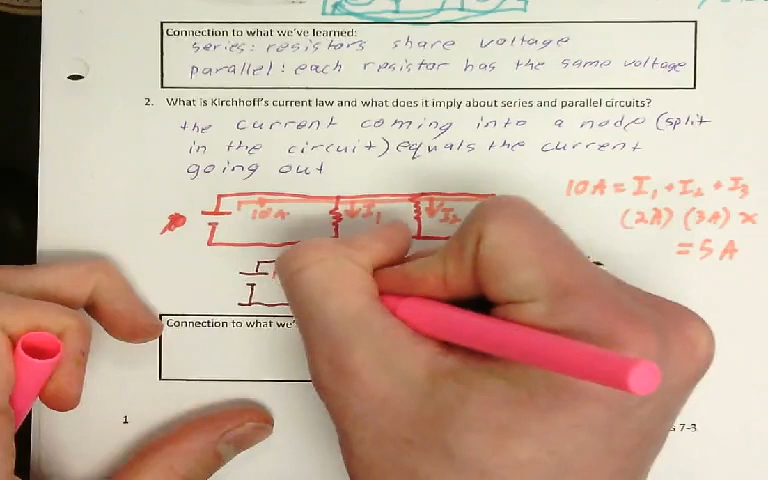 Connection to what we've learned:
series: resistors share voltage
parallel: each resistor has the same voltage
2. What is Kirchhoff's current law and what does it imply about series and parallel circuits?
the current coming into a node (split
in the circuit) equals the current
going out
10A = I1 + I2 + I3
(2A) (3A) x
= 5A
10A I1 I2
Connection to what we'
1
7-3